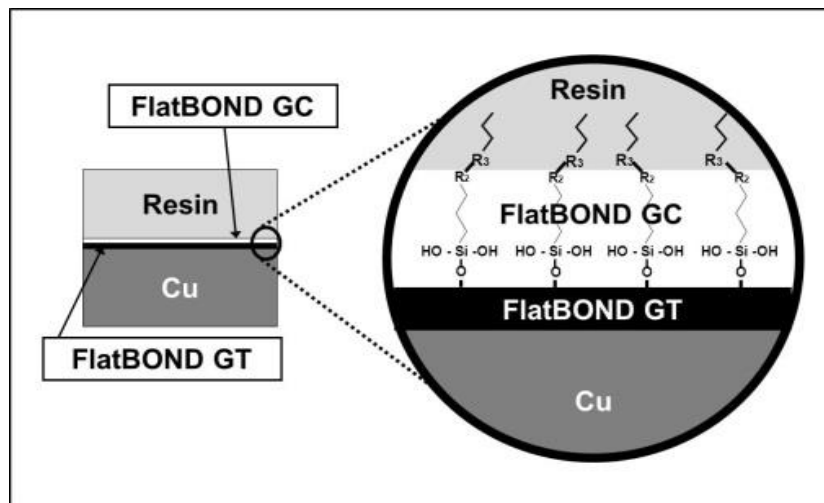 FlatBOND GC
Resin
Cu
FlatBOND GT
Resin
R3 R3 R3 R3
R2 R2 R2 R2
FlatBOND GC
HO - Si -OH HO - Si -OH HO - Si -OH HO - Si -OH
O O O O
FlatBOND GT
Cu